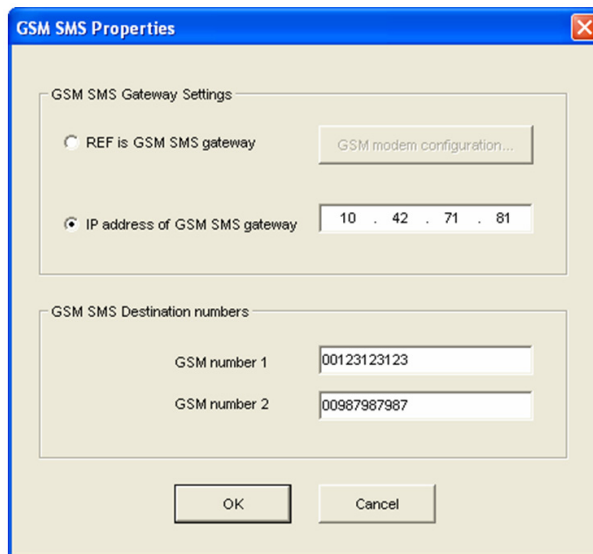 GSM SMS Properties
GSM SMS Gateway Settings
REF is GSM SMS gateway
GSM modem configuration...
IP address of GSM SMS gateway
10 . 42 . 71 . 81
GSM SMS Destination numbers
GSM number 1
00123123123
GSM number 2
00987987987
OK
Cancel